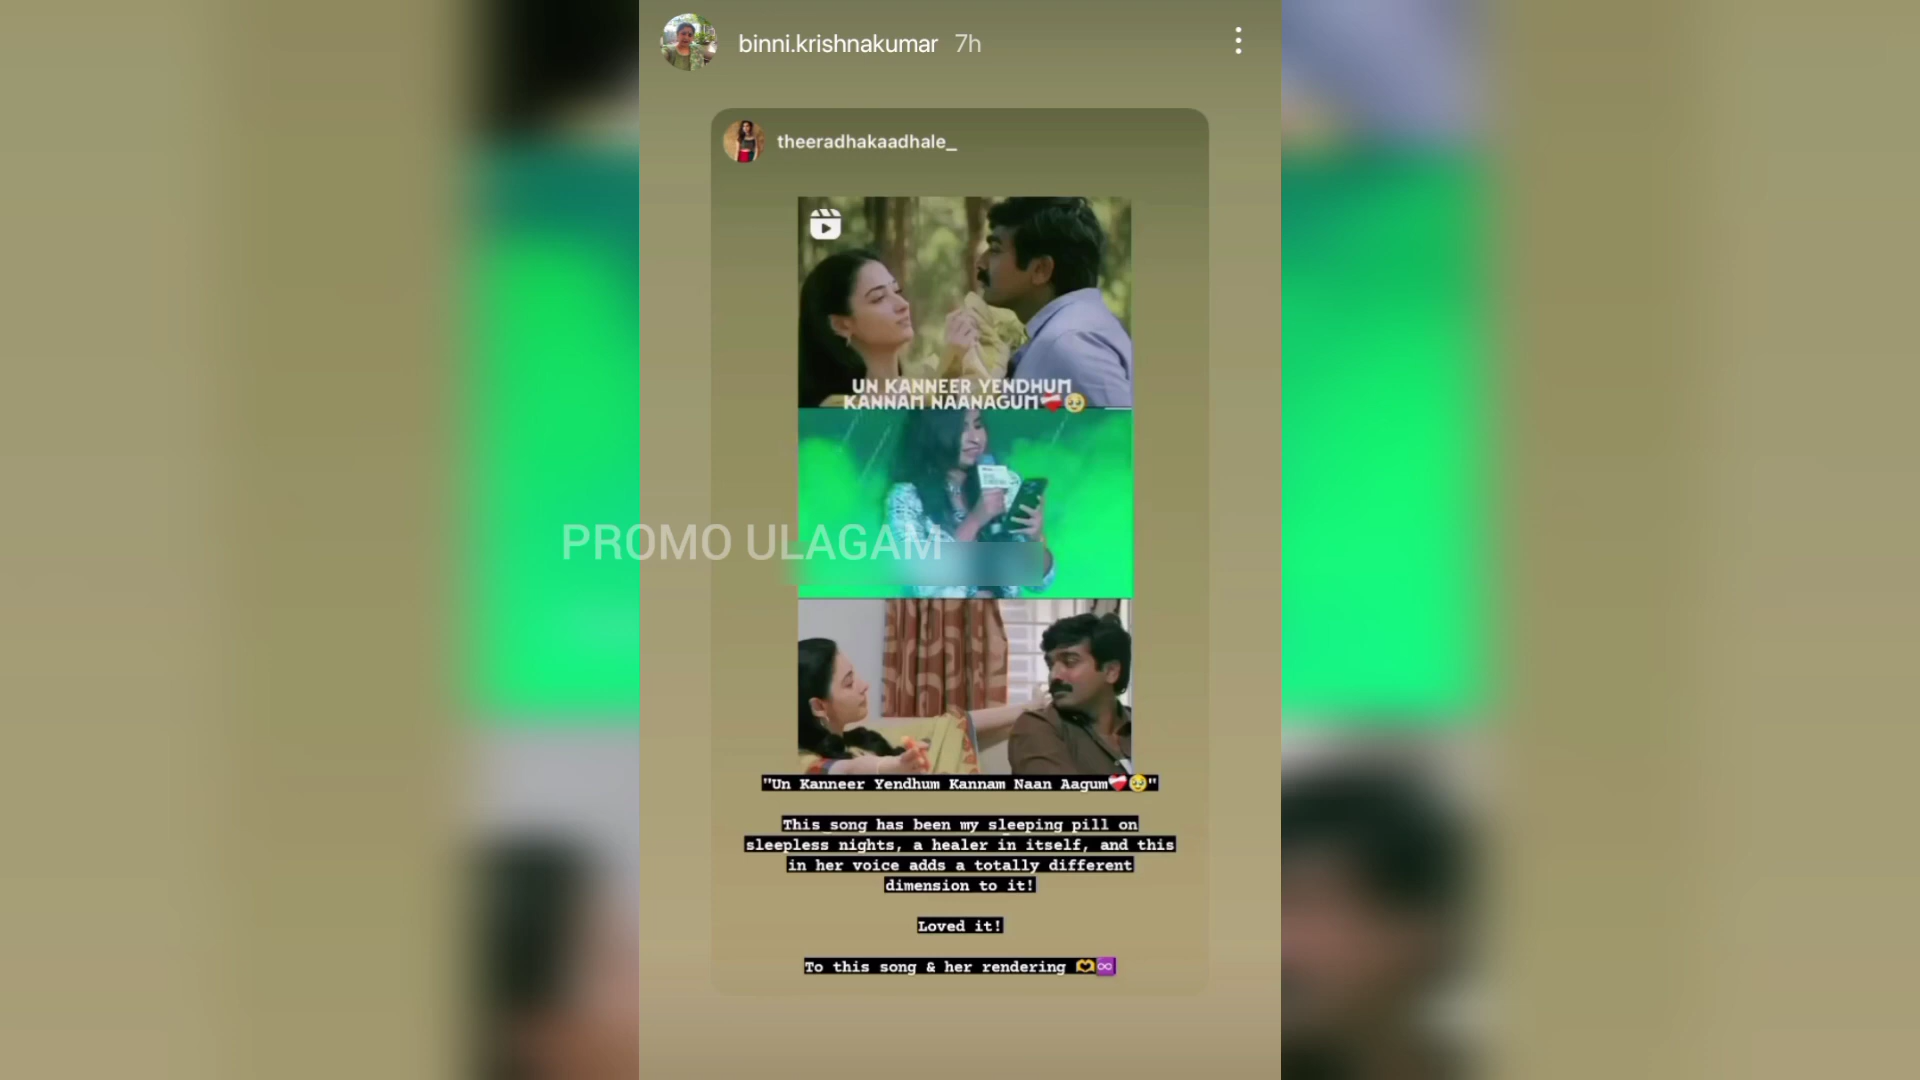 binni.krishnakumar 7h
theeradhakaadhale_
UN KANNEER YENDHUM
KANNAM NAANAGUM❤️‍🩹🥹
PROMO ULAGAM
"Un Kanneer Yendhum Kannam Naan Aagum❤️‍🩹🥹"
This song has been my sleeping pill on
sleepless nights, a healer in itself, and this
in her voice adds a totally different
dimension to it!
Loved it!
To this song & her rendering 🫶♾️